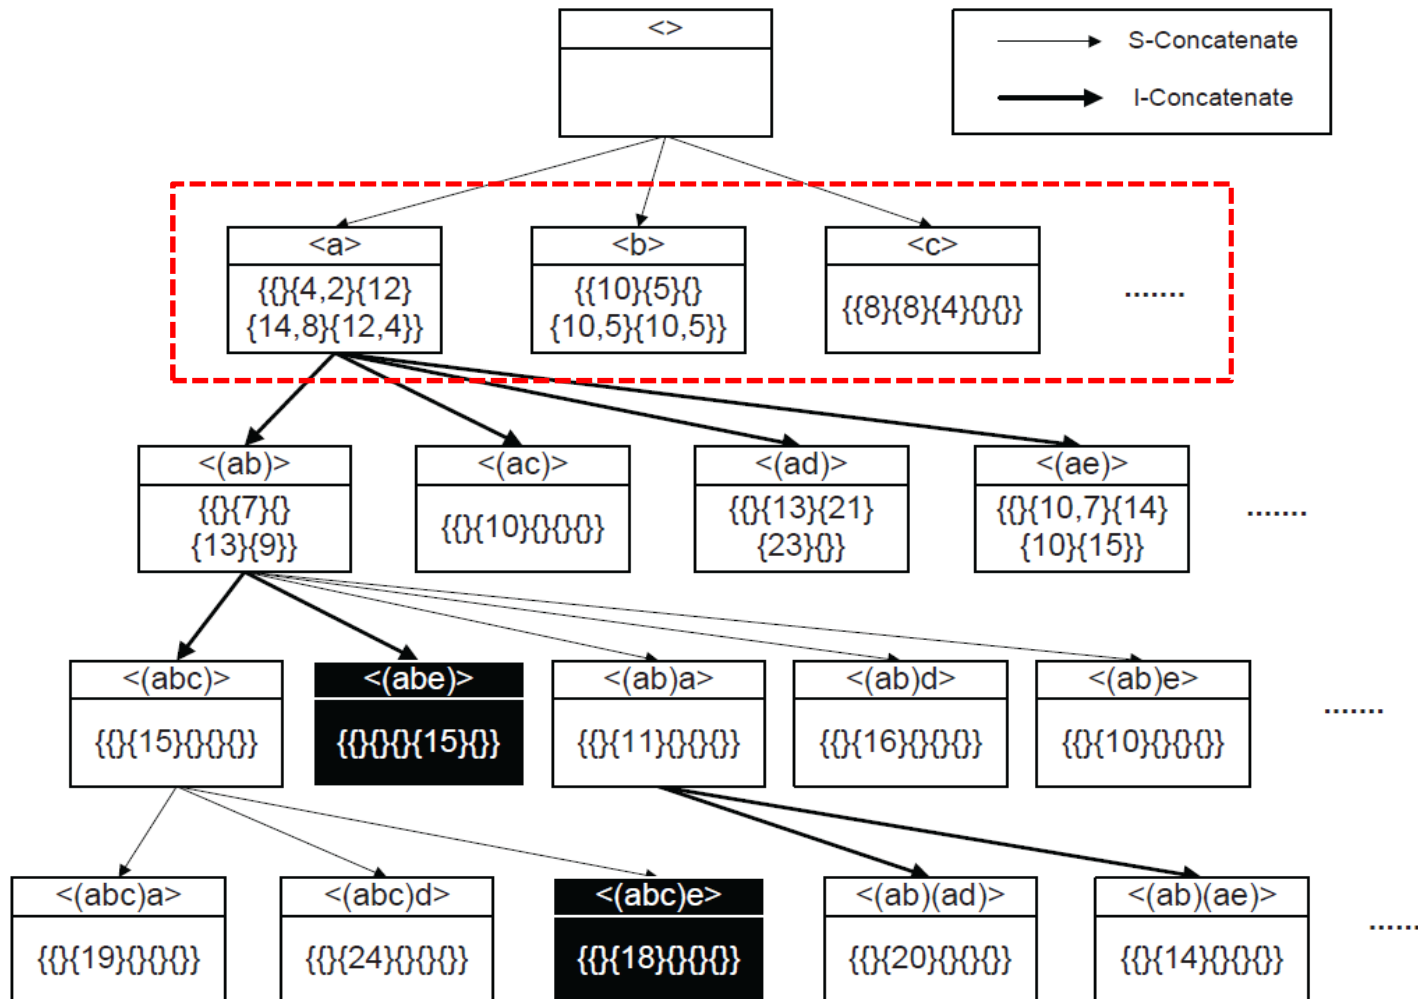 <>
S-Concatenate
I-Concatenate
<a>
{{}{4,2}{12}
{14,8}{12,4}}
<b>
{{10}{5}{}
{10,5}{10,5}}
<c>
{{8}{8}{4}{}{}}
.......
<(ab)>
{{}{7}{}
{13}{9}}
<(ac)>
{{}{10}{}{}{}}
<(ad)>
{{}{13}{21}
{23}{}}
<(ae)>
{{}{10,7}{14}
{10}{15}}
.......
<(abc)>
{{}{15}{}{}{}}
<(abe)>
{{}{}{}{15}{}}
<(ab)a>
{{}{11}{}{}{}}
<(ab)d>
{{}{16}{}{}{}}
<(ab)e>
{{}{10}{}{}{}}
.......
<(abc)a>
{{}{19}{}{}{}}
<(abc)d>
{{}{24}{}{}{}}
<(abc)e>
{{}{18}{}{}{}}
<(ab)(ad)>
{{}{20}{}{}{}}
<(ab)(ae)>
{{}{14}{}{}{}}
......